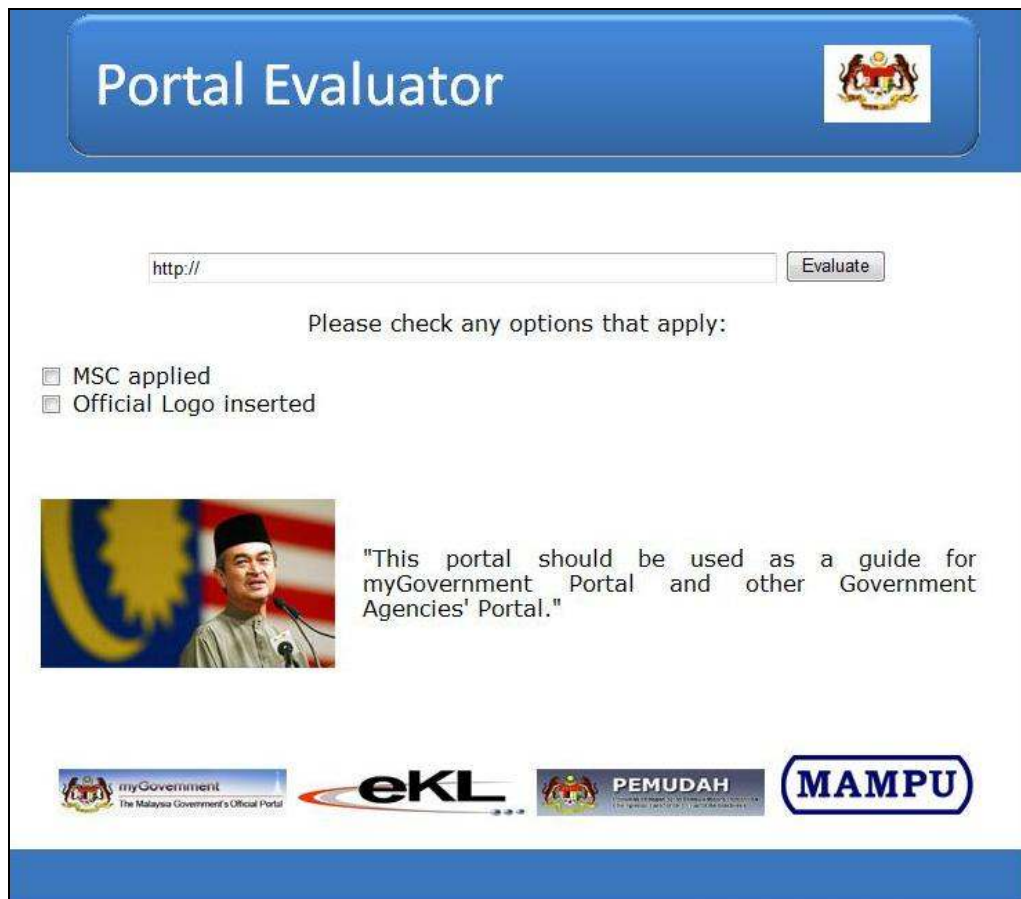 Portal Evaluator
http://
Evaluate
Please check any options that apply:
MSC applied
Official Logo inserted
"This portal should be used as a guide for
myGovernment Portal and other Government
Agencies' Portal."
myGovernment
The Malaysia Government's Official Portal
eKL...
PEMUDAH
MAMPU